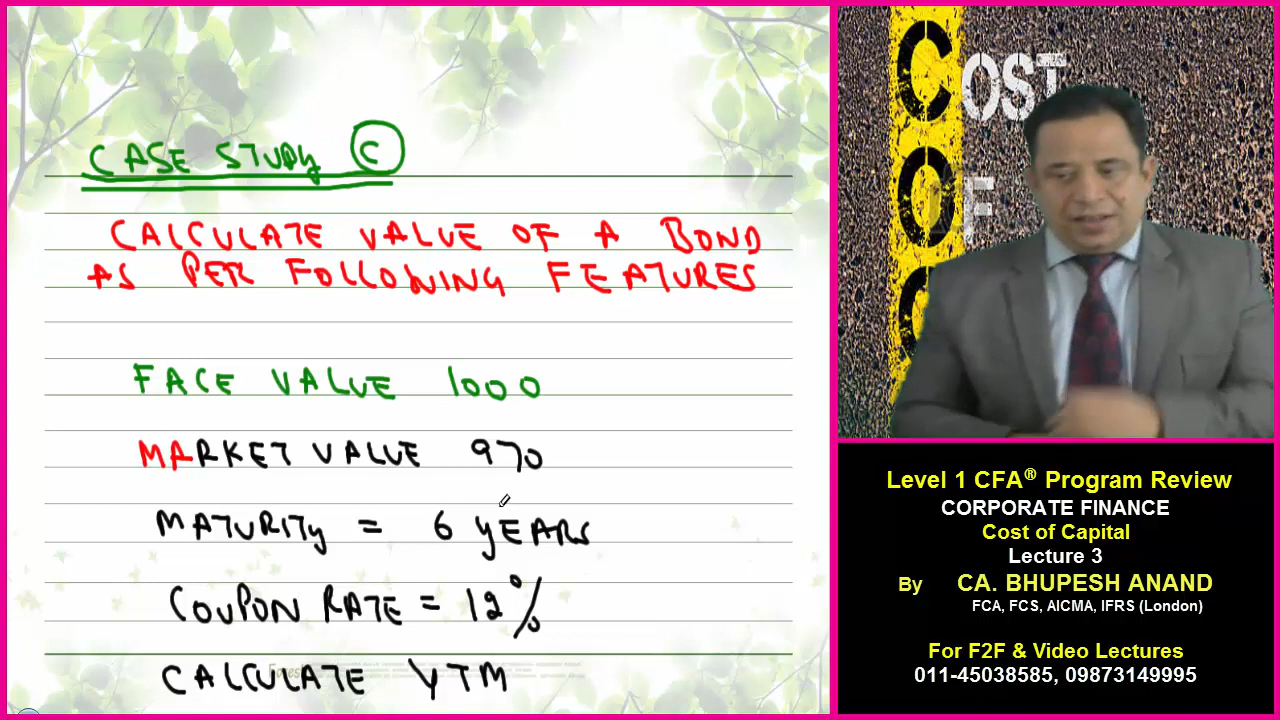 CASE STUDY C
CALCULATE VALUE OF A BOND
AS PER FOLLOWING FEATURES
FACE VALUE 1000
MARKET VALUE 970
MATURITY = 6 YEARS
COUPON RATE = 12%
CALCULATE YTM
COST
OF
Level 1 CFA® Program Review
CORPORATE FINANCE
Cost of Capital
Lecture 3
By CA. BHUPESH ANAND
FCA, FCS, AICMA, IFRS (London)
For F2F & Video Lectures
011-45038585, 09873149995